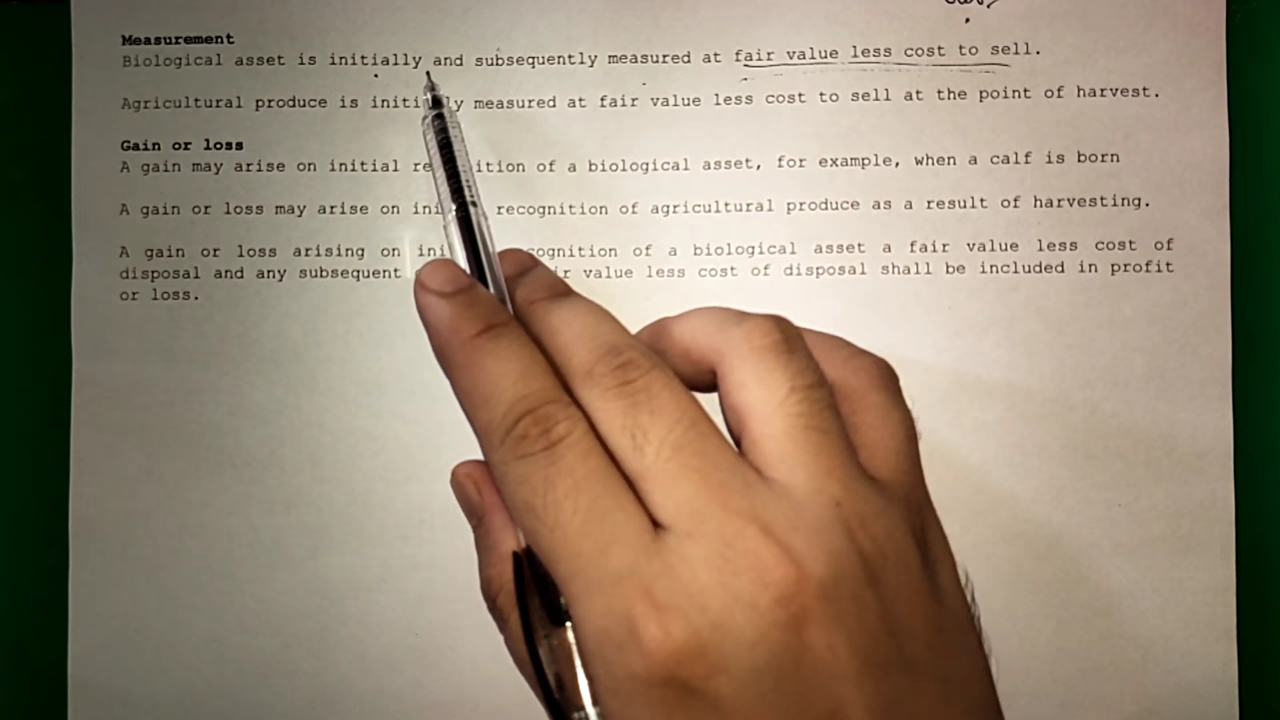 Measurement
Biological asset is initially and subsequently measured at fair value less cost to sell.
Agricultural produce is measured at fair value less cost to sell at the point of harvest.
Gain or loss
A gain may arise on initial of a biological asset, for example, when a calf is born
A gain or loss may arise on recognition of agricultural produce as a result of harvesting.
A gain or loss arising on of a biological asset a fair value less cost of
disposal and any subsequent value less cost of disposal shall be included in profit
or loss.